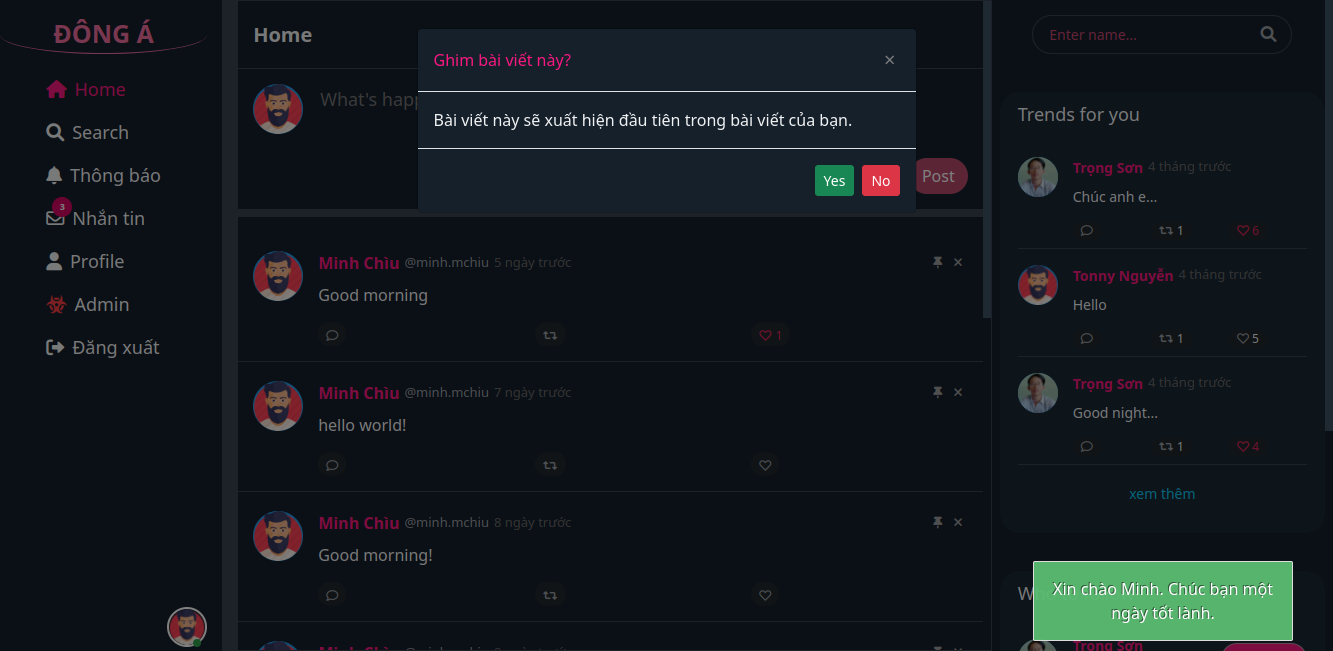 ĐÔNG Á
Home
Search
Thông báo
3
Nhắn tin
Profile
Admin
Đăng xuất
Home
What's happ
Post
Ghim bài viết này?
×
Bài viết này sẽ xuất hiện đầu tiên trong bài viết của bạn.
Yes
No
Minh Chìu @minh.mchiu 5 ngày trước
Good morning
1
Minh Chìu @minh.mchiu 7 ngày trước
hello world!
Minh Chìu @minh.mchiu 8 ngày trước
Good morning!
Enter name...
Trends for you
Trọng Sơn 4 tháng trước
Chúc anh e...
1 6
Tonny Nguyễn 4 tháng trước
Hello
1 5
Trọng Sơn 4 tháng trước
Good night...
1 4
xem thêm
Xin chào Minh. Chúc bạn một
ngày tốt lành.
Trọng Sơn